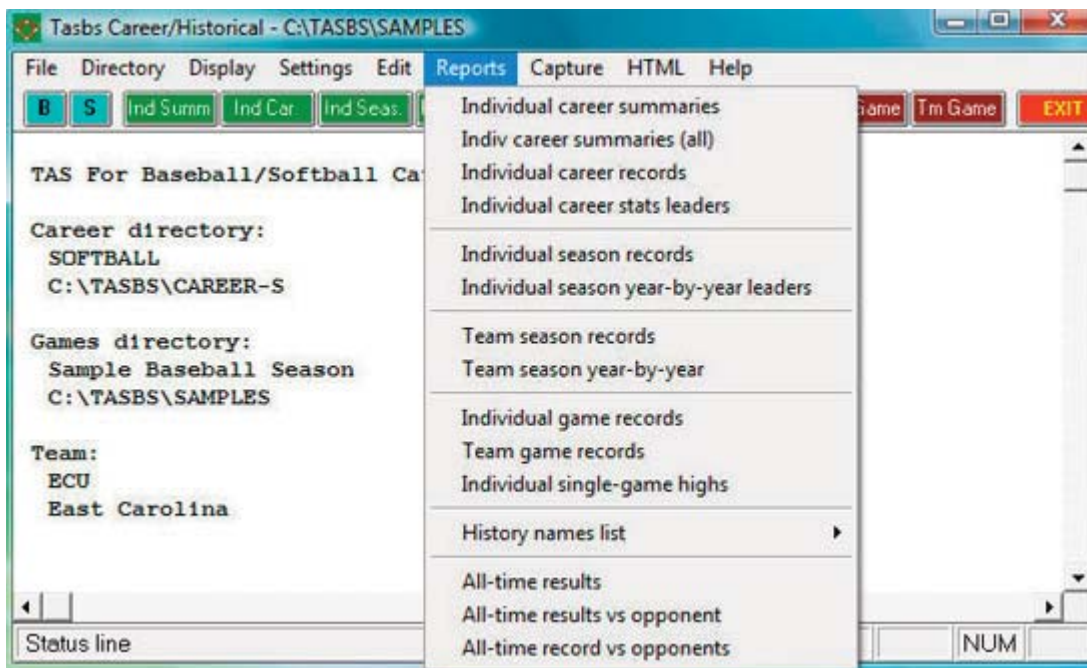 Tasbs Career/Historical - C:\TASBS\SAMPLES
File Directory Display Settings Edit Reports Capture HTML Help
B S Ind Summ Ind Car. Ind Seas. Game Tm Game EXIT
TAS For Baseball/Softball
Career directory:
SOFTBALL
C:\TASBS\CAREER-S
Games directory:
Sample Baseball Season
C:\TASBS\SAMPLES
Team:
ECU
East Carolina
Individual career summaries
Indiv career summaries (all)
Individual career records
Individual career stats leaders
Individual season records
Individual season year-by-year leaders
Team season records
Team season year-by-year
Individual game records
Team game records
Individual single-game highs
History names list
All-time results
All-time results vs opponent
All-time record vs opponents
Status line NUM